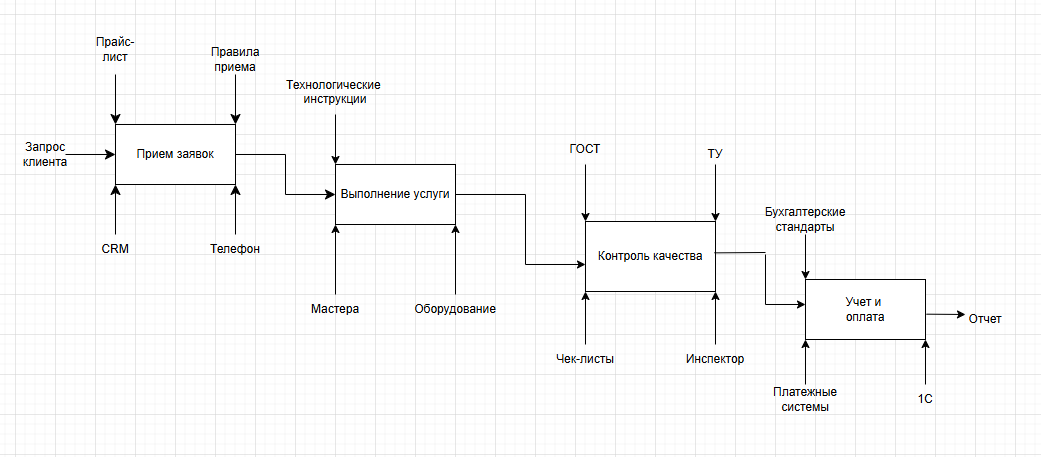 Прайс-
лист
Правила
приема
Технологические
инструкции
Запрос
клиента
Прием заявок
ГОСТ
ТУ
Выполнение услуги
CRM
Телефон
Бухгалтерские
стандарты
Контроль качества
Мастера
Оборудование
Учет и
оплата
Отчет
Чек-листы
Инспектор
Платежные
системы
1С